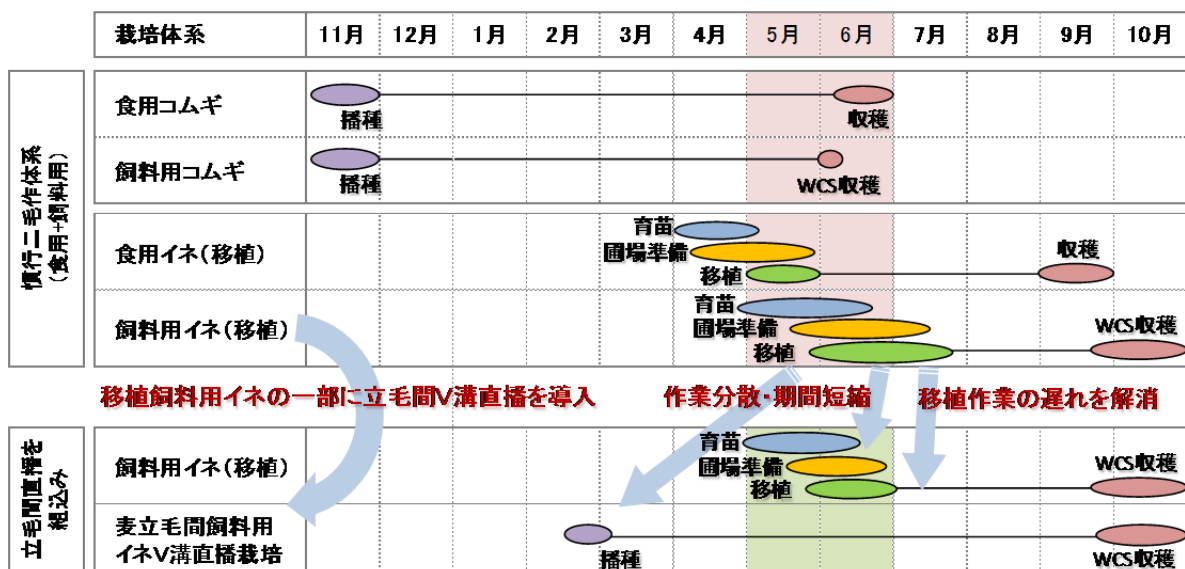 栽培体系 11月 12月 1月 2月 3月 4月 5月 6月 7月 8月 9月 10月
慣行二毛作体系
(食用+飼料用)
食用コムギ
播種 収穫
飼料用コムギ
播種 WCS収穫
食用イネ(移植)
育苗
圃場準備 収穫
移植
飼料用イネ(移植)
育苗
圃場準備 WCS収穫
移植
移植飼料用イネの一部に立毛間V溝直播を導入 作業分散・期間短縮 移植作業の遅れを解消
立毛間直播を
組込み
飼料用イネ(移植)
育苗
圃場準備 WCS収穫
移植
麦立毛間飼料用
イネV溝直播栽培
播種 WCS収穫